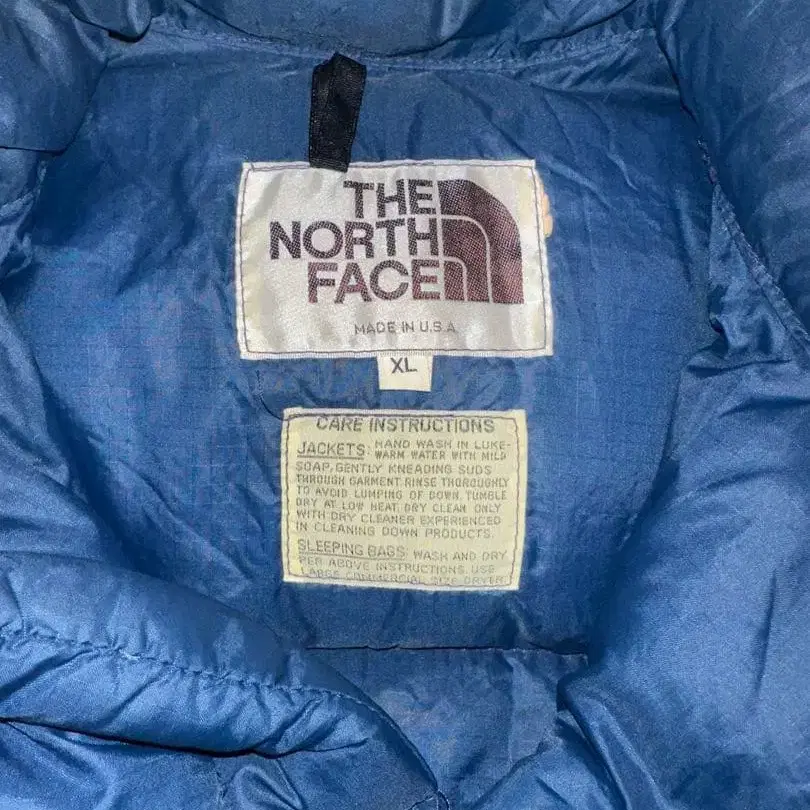 THE
NORTH
FACE
MADE IN U.S.A
XL
CARE INSTRUCTIONS
JACKETS: HAND WASH IN LUKE-
WARM WATER WITH MILD
SOAP, GENTLY KNEADING SUDS
THROUGH GARMENT. RINSE THOROUGHLY
TO AVOID LUMPING OF DOWN. TUMBLE
DRY AT LOW HEAT. DRY CLEAN ONLY
WITH DRY CLEANER EXPERIENCED
IN CLEANING DOWN PRODUCTS.
SLEEPING BAGS: WASH AND DRY
PER ABOVE INSTRUCTIONS. USE
LARGE COMMERCIAL SIZE DRYER.